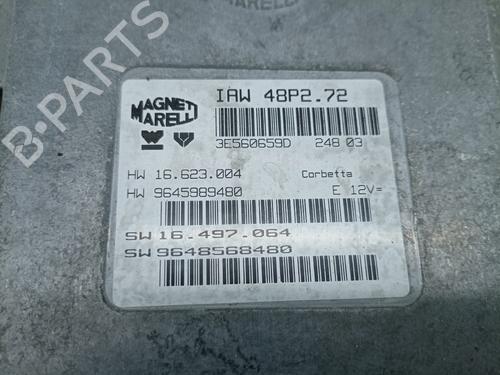 B-PARTS
MARELLI
MAGNETI
MARELLI
IAW 48P2.72
3E560659D 248 03
HW 16.623.004 Corbetta
HW 9645989480 E 12V=
SW 16.497.064
SW 9648568480